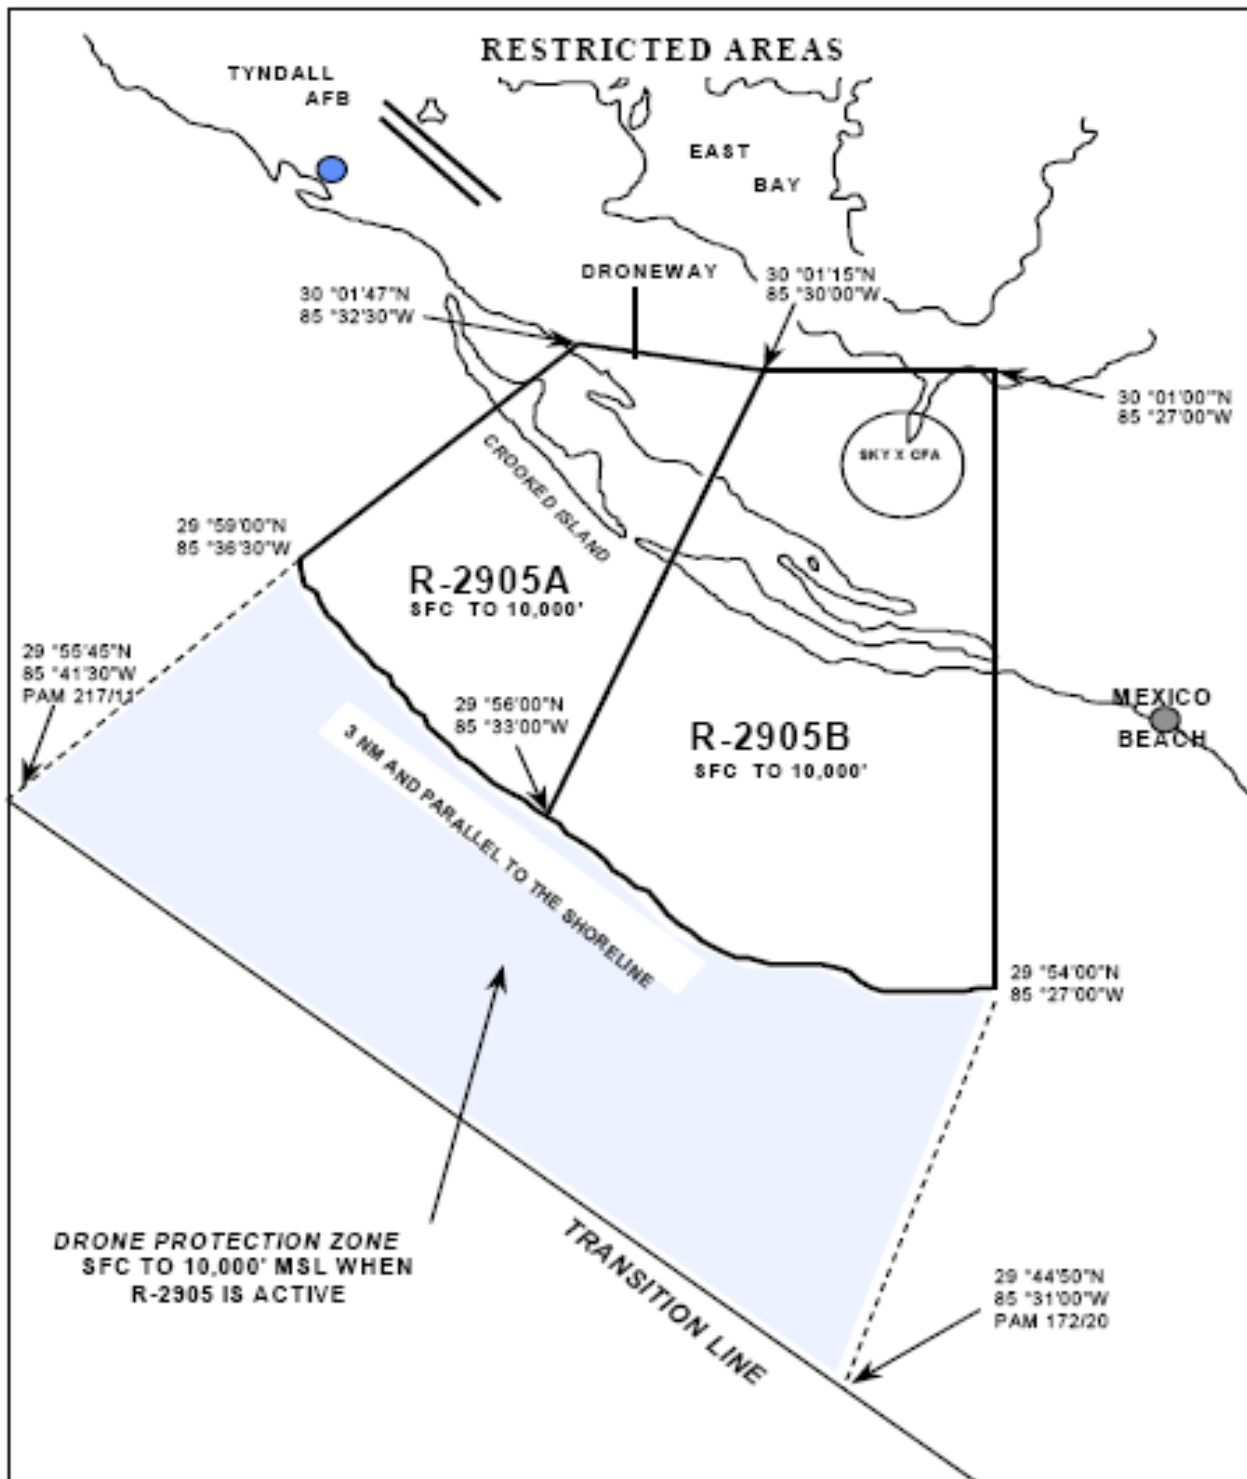 RESTRICTED AREAS
TYNDALL
AFB
EAST
BAY
DRONEWAY
30 °01'15"N
85 °30'00"W
30 °01'47"N
85 °32'30"W
30 °01'00"N
85 °27'00"W
SKY X CFA
CROOKED ISLAND
29 °59'00"N
85 °36'30"W
R-2905A
SFC TO 10,000'
29 °55'45"N
85 °41'30"W
PAM 217/11
29 °56'00"N
85 °33'00"W
MEXICO
BEACH
R-2905B
SFC TO 10,000'
3 NM AND PARALLEL TO THE SHORELINE
29 °54'00"N
85 °27'00"W
DRONE PROTECTION ZONE
SFC TO 10,000' MSL WHEN
R-2905 IS ACTIVE
TRANSITION LINE
29 °44'50"N
85 °31'00"W
PAM 172/20